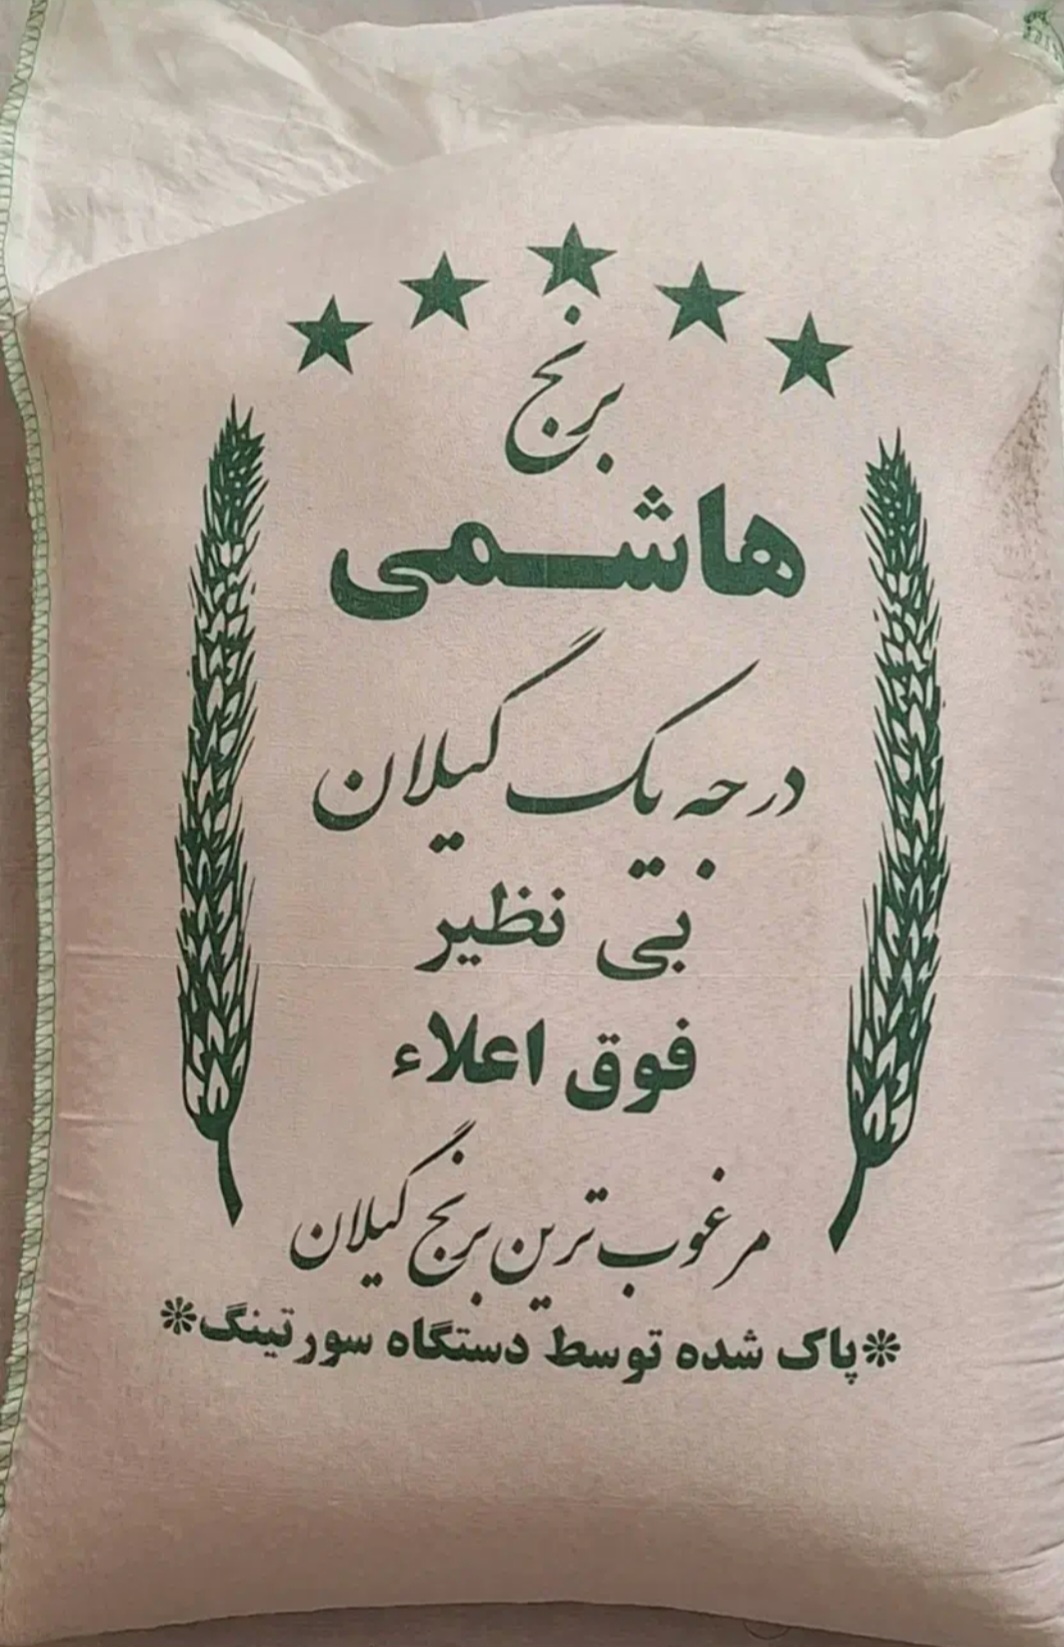 برنج
هاشمی
درجه یک گیلان
بی نظیر
فوق اعلاء
مرغوب ترین برنج گیلان
❊پاک شده توسط دستگاه سورتینگ❊